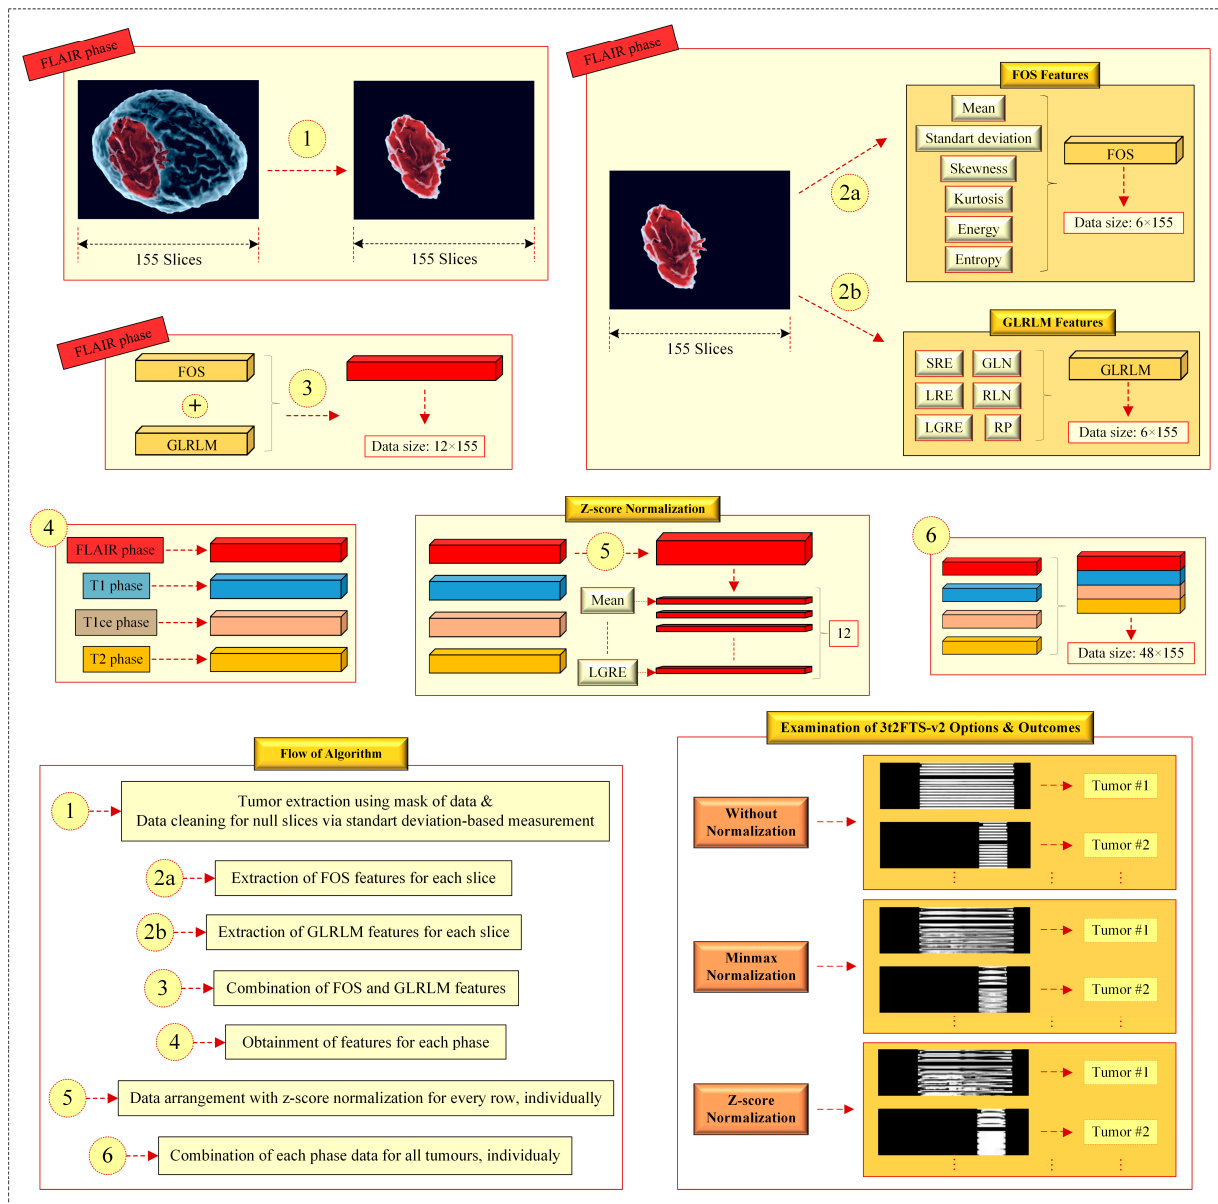 FLAIR phase
1
155 Slices
155 Slices
FLAIR phase
155 Slices
2a
2b
FOS Features
Mean
Standart deviation
Skewness
Kurtosis
Energy
Entropy
FOS
Data size: 6×155
GLRLM Features
SRE
GLN
LRE
RLN
LGRE
RP
GLRLM
Data size: 6×155
FLAIR phase
FOS
+
GLRLM
3
Data size: 12×155
4
FLAIR phase
T1 phase
T1ce phase
T2 phase
Z-score Normalization
5
Mean
LGRE
12
6
Data size: 48×155
Flow of Algorithm
1
Tumor extraction using mask of data &
Data cleaning for null slices via standart deviation-based measurement
2a
Extraction of FOS features for each slice
2b
Extraction of GLRLM features for each slice
3
Combination of FOS and GLRLM features
4
Obtainment of features for each phase
5
Data arrangement with z-score normalization for every row, individually
6
Combination of each phase data for all tumours, individualy
Examination of 3t2FTS-v2 Options & Outcomes
Without
Normalization
Tumor #1
Tumor #2
Minmax
Normalization
Tumor #1
Tumor #2
Z-score
Normalization
Tumor #1
Tumor #2